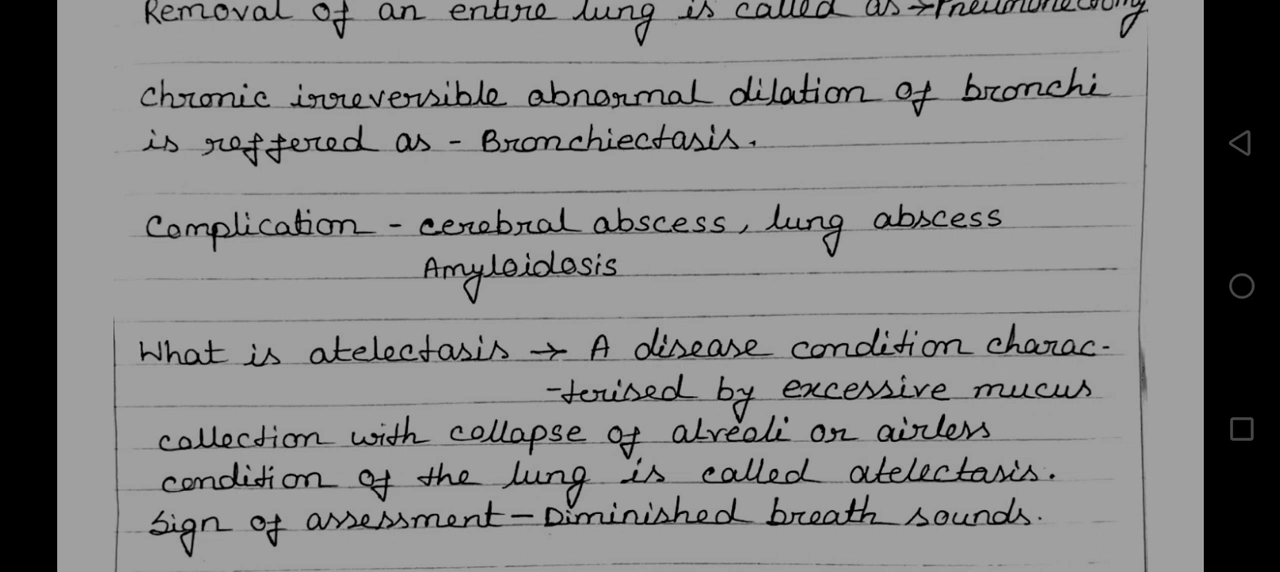 Removal of an entire lung is called as → Pneumonectomy
Chronic irreversible abnormal dilation of bronchi
is reffered as - Bronchiectasis.
Complication - cerebral abscess, lung abscess
Amyloidosis
What is atelectasis → A disease condition charac-
-terised by excessive mucus
collection with collapse of alveoli or airless
condition of the lung is called atelectasis.
Sign of assessment - Diminished breath sounds.